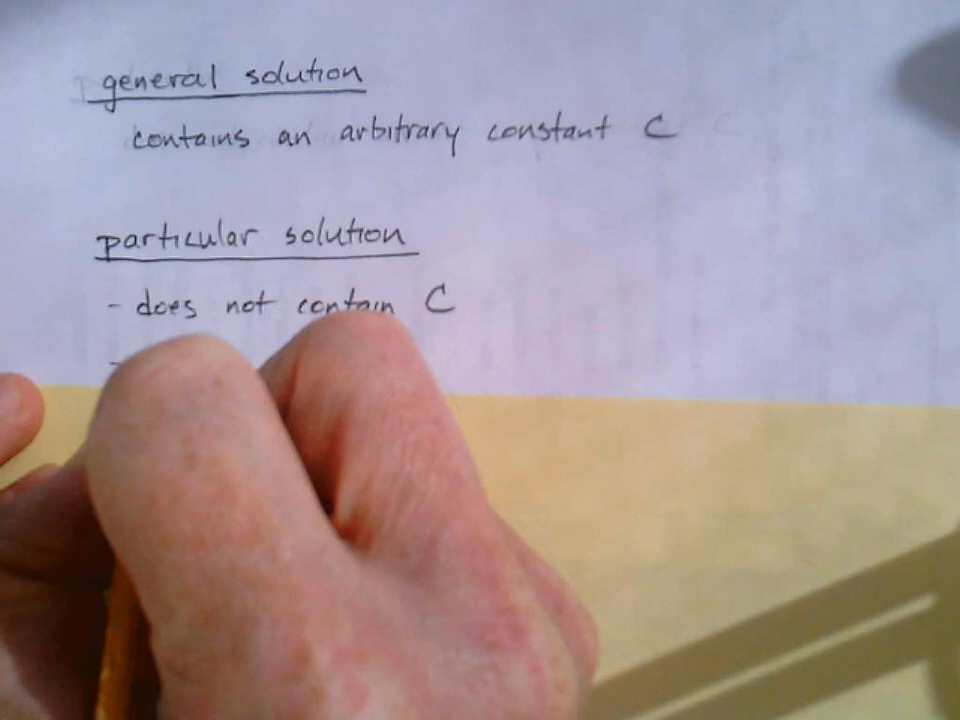 general solution
contains an arbitrary constant C
particular solution
- does not contain C
-